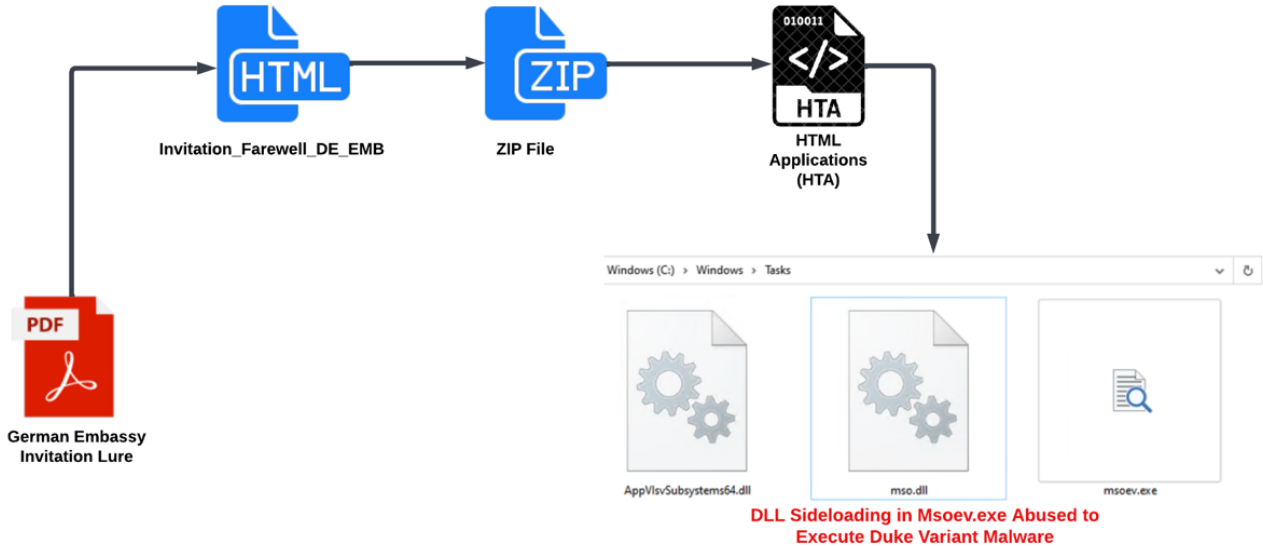 010011
HTML
ZIP
</>
HTA
Invitation_Farewell_DE_EMB
ZIP File
HTML
Applications
(HTA)
Windows (C:) > Windows > Tasks
PDF
German Embassy
Invitation Lure
AppVIsvSubsystems64.dll
mso.dll
msoev.exe
DLL Sideloading in Msoev.exe Abused to
Execute Duke Variant Malware